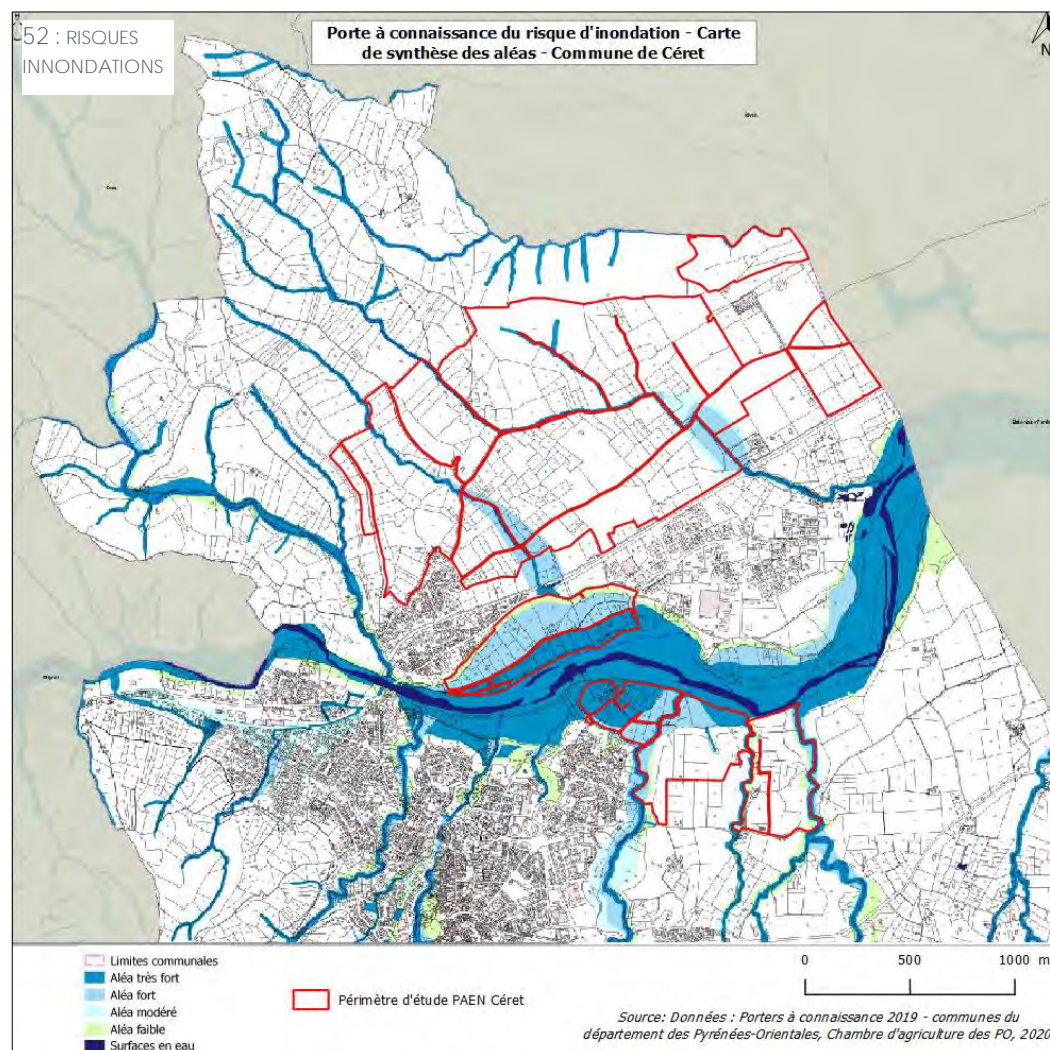 52 : RISQUES
INNONDATIONS
Porte à connaissance du risque d'inondation - Carte
de synthèse des aléas - Commune de Céret
N
Limites communales
Aléa très fort
Aléa fort
Aléa modéré
Aléa faible
Surfaces en eau
Périmètre d'étude PAEN Céret
0 500 1000 m
Source: Données : Porters à connaissance 2019 - communes du
département des Pyrénées-Orientales, Chambre d'agriculture des PO, 2020